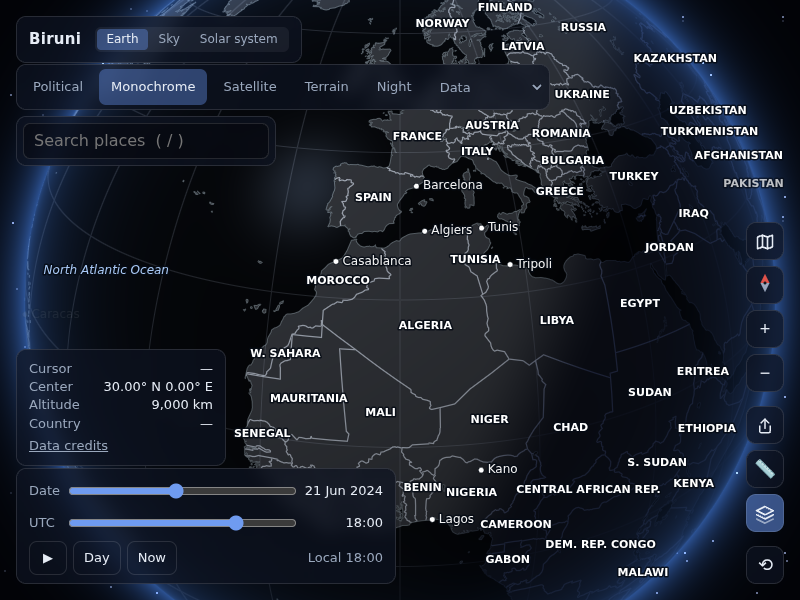 Biruni
Earth
Sky
Solar system
Political
Monochrome
Satellite
Terrain
Night
Data
Search places ( / )
FINLAND
NORWAY
RUSSIA
LATVIA
KAZAKHSTAN
UKRAINE
UZBEKISTAN
AUSTRIA
FRANCE
ROMANIA
TURKMENISTAN
ITALY
BULGARIA
AFGHANISTAN
TURKEY
PAKISTAN
Barcelona
SPAIN
GREECE
IRAQ
Algiers
Tunis
JORDAN
Casablanca
TUNISIA
Tripoli
North Atlantic Ocean
MOROCCO
EGYPT
Caracas
ALGERIA
LIBYA
W. SAHARA
ERITREA
MAURITANIA
MALI
NIGER
SUDAN
CHAD
ETHIOPIA
SENEGAL
Cursor —
Center 30.00° N 0.00° E
Altitude 9,000 km
Country —
Data credits
Kano
S. SUDAN
KENYA
BENIN
NIGERIA
CENTRAL AFRICAN REP.
Lagos
CAMEROON
DEM. REP. CONGO
GABON
MALAWI
Date 21 Jun 2024
UTC 18:00
▶ Day Now Local 18:00
+
−